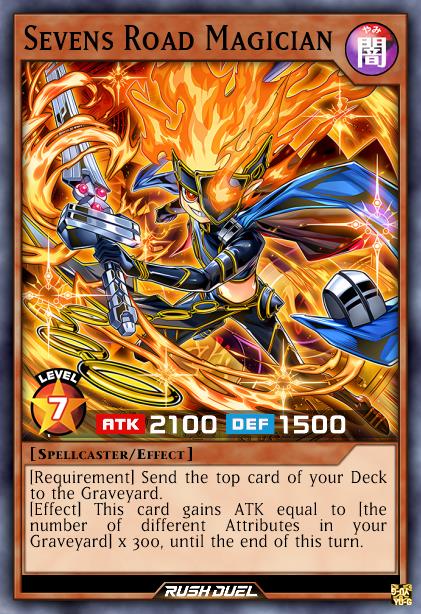 Sevens Road Magician
やみ
闇
LEVEL
7
ATK 2100 DEF 1500
[Spellcaster/Effect]
[Requirement] Send the top card of your Deck
to the Graveyard.
[Effect] This card gains ATK equal to [the
number of different Attributes in your
Graveyard] x 300, until the end of this turn.
RUSH DUEL